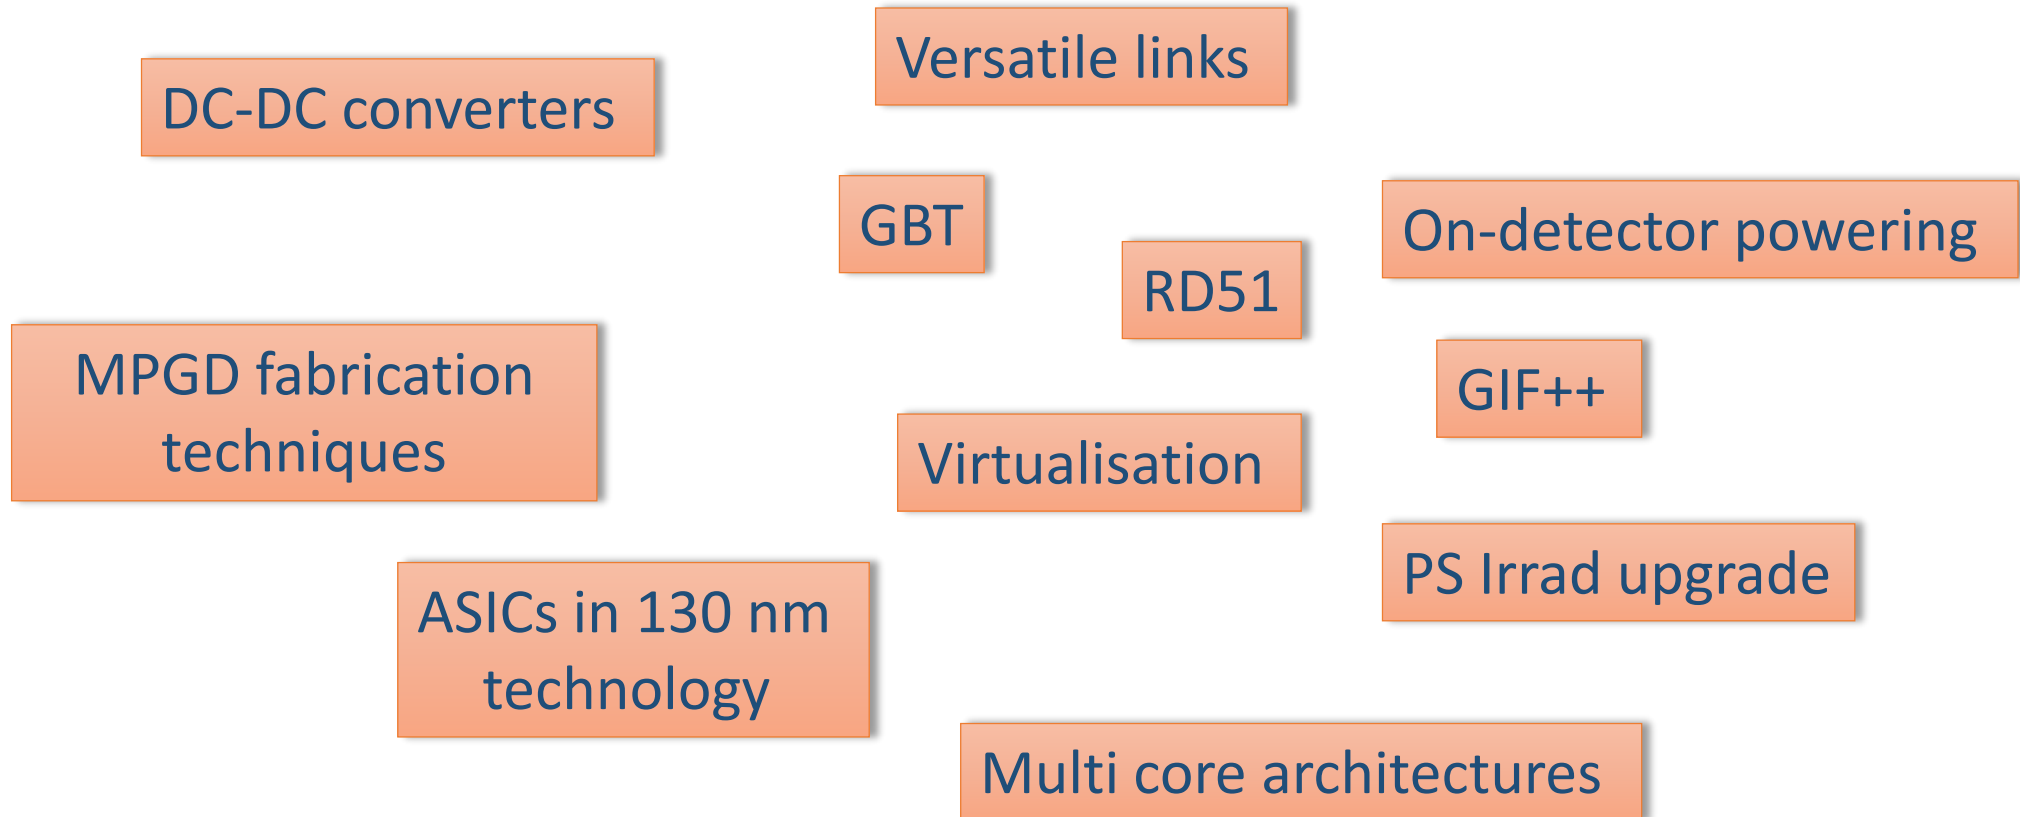 Versatile links
DC-DC converters
GBT
On-detector powering
RD51
MPGD fabrication
techniques
GIF++
Virtualisation
PS Irrad upgrade
ASICs in 130 nm
technology
Multi core architectures